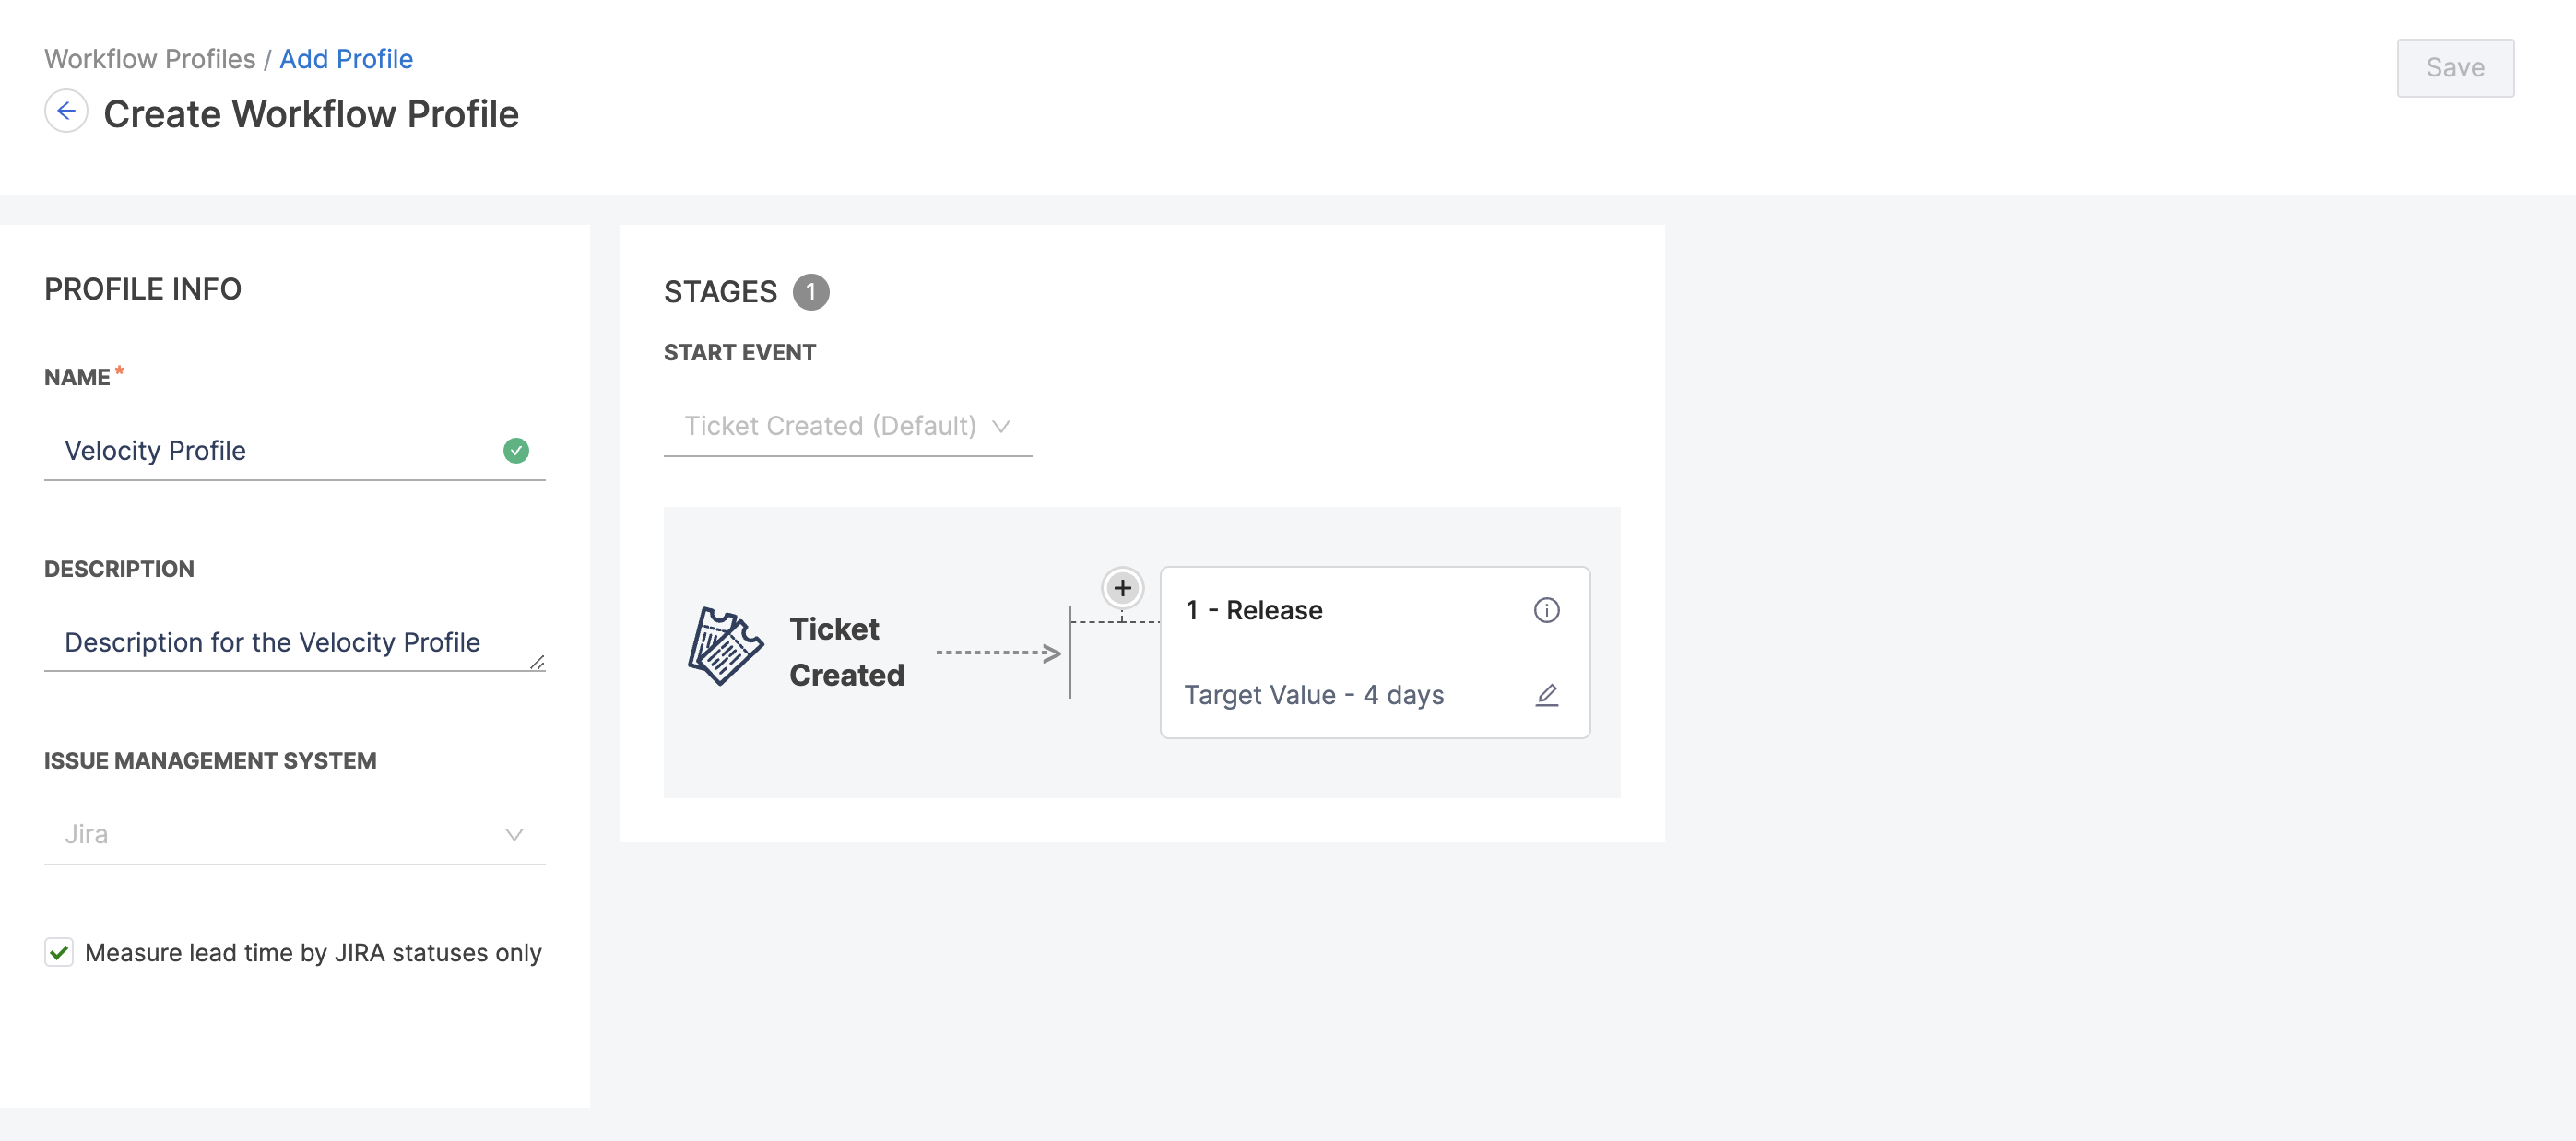 Workflow Profiles / Add Profile
Create Workflow Profile
Save
PROFILE INFO
NAME *
Velocity Profile
DESCRIPTION
Description for the Velocity Profile
ISSUE MANAGEMENT SYSTEM
Jira
Measure lead time by JIRA statuses only
STAGES 1
START EVENT
Ticket Created (Default)
Ticket
Created
1 - Release
Target Value - 4 days